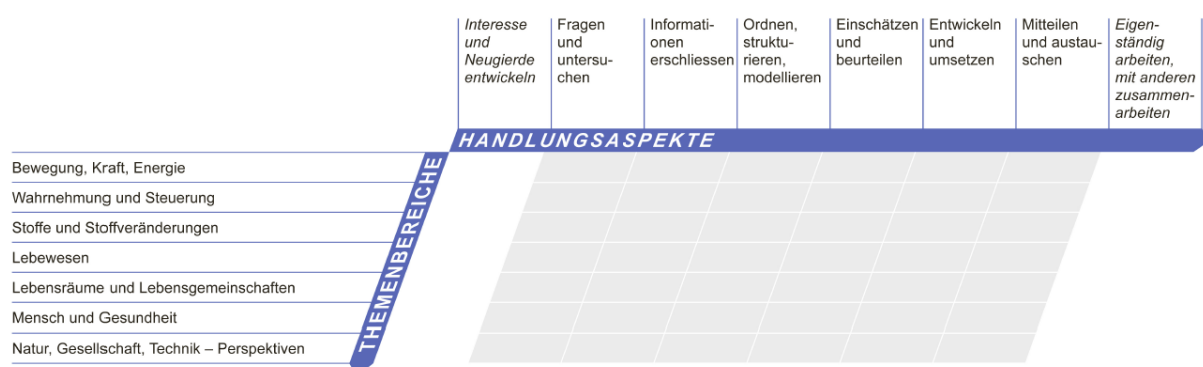 Interesse
und
Neugierde
entwickeln
Fragen
und
untersu-
chen
Informati-
onen
erschliessen
Ordnen,
struktu-
rieren,
modellieren
Einschätzen
und
beurteilen
Entwickeln
und
umsetzen
Mitteilen
und austau-
schen
Eigen-
ständig
arbeiten,
mit anderen
zusammen-
arbeiten
HANDLUNGSASPEKTE
THEMENBEREICHE
Bewegung, Kraft, Energie
Wahrnehmung und Steuerung
Stoffe und Stoffveränderungen
Lebewesen
Lebensräume und Lebensgemeinschaften
Mensch und Gesundheit
Natur, Gesellschaft, Technik – Perspektiven